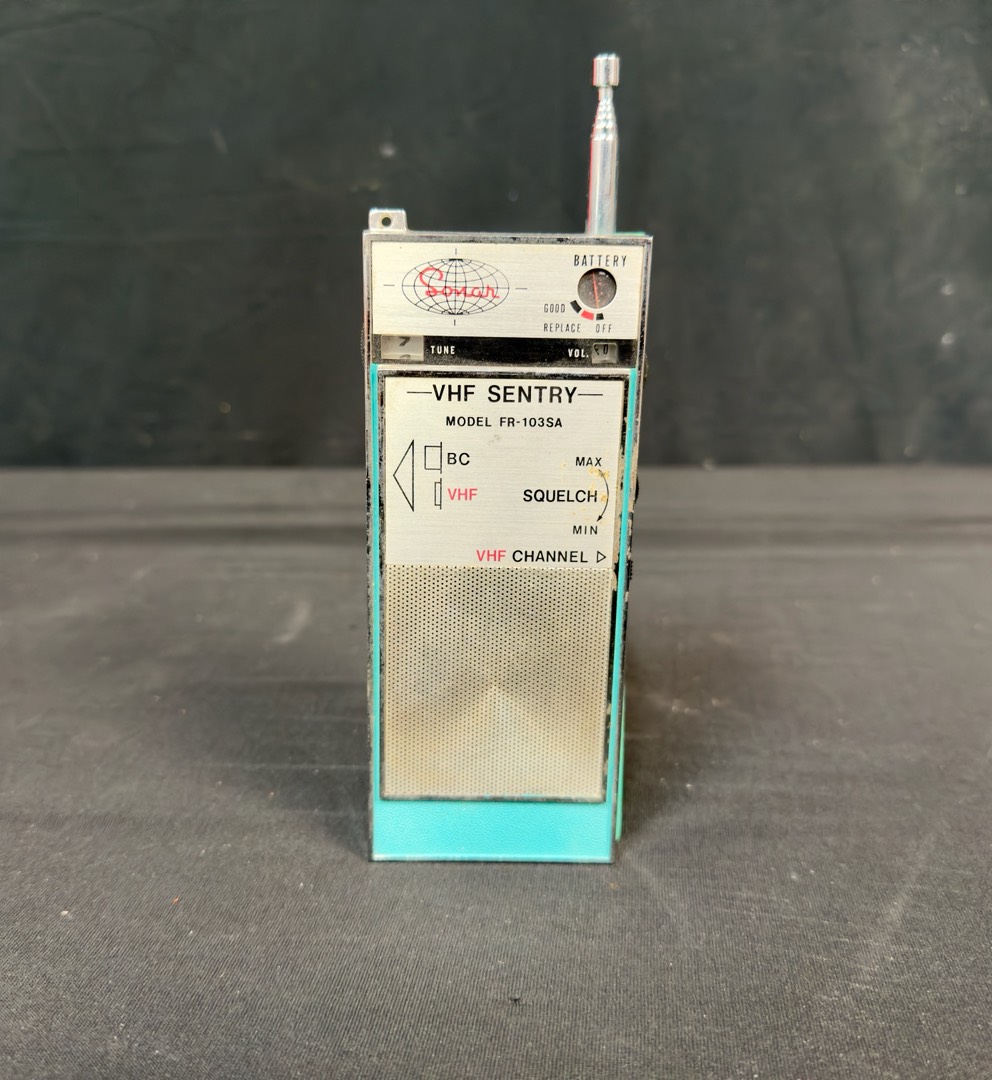 BATTERY
Sonar
GOOD
REPLACE OFF
TUNE VOL.
VHF SENTRY
MODEL FR-103SA
BC MAX
VHF SQUELCH
MIN
VHF CHANNEL